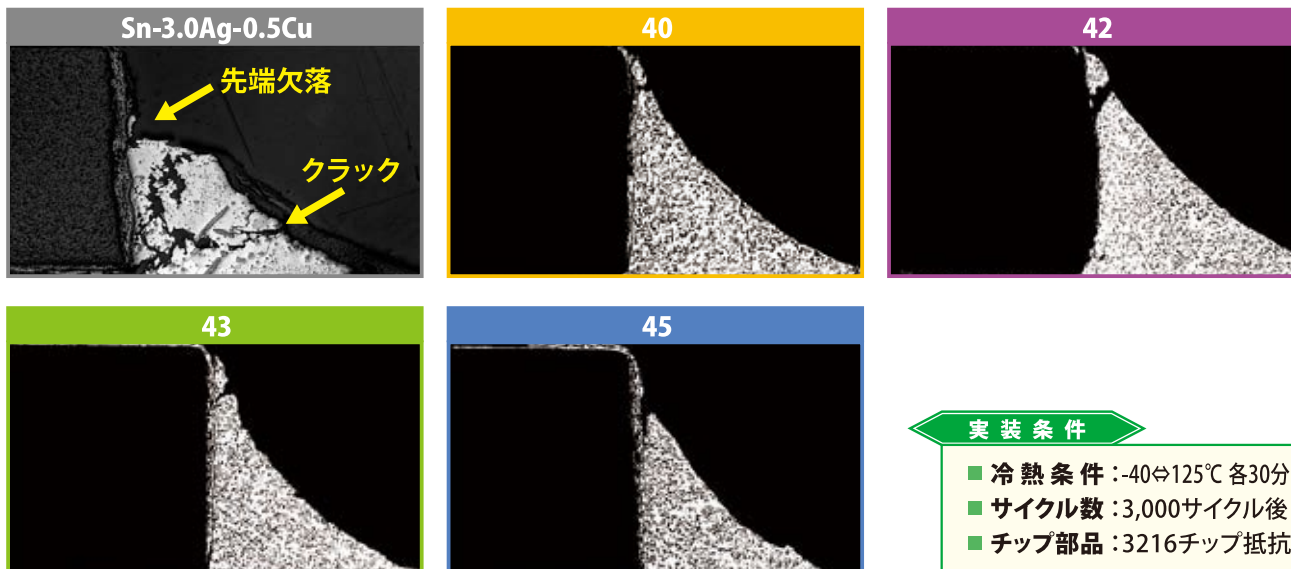 Sn-3.0Ag-0.5Cu
先端欠落
クラック
40
42
43
45
実装条件
■ 冷熱条件：-40⇔125℃ 各30分
■ サイクル数：3,000サイクル後
■ チップ部品：3216チップ抵抗